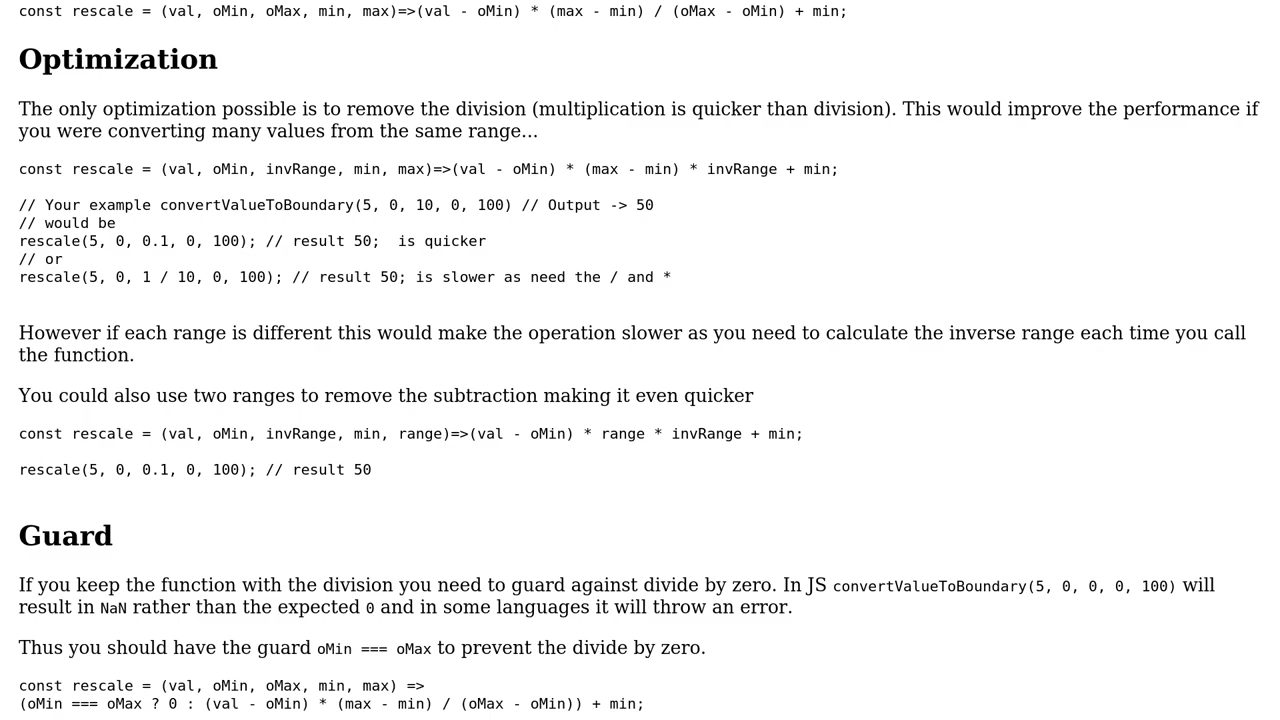 const rescale = (val, oMin, oMax, min, max)=>(val - oMin) * (max - min) / (oMax - oMin) + min;
Optimization
The only optimization possible is to remove the division (multiplication is quicker than division). This would improve the performance if
you were converting many values from the same range...
const rescale = (val, oMin, invRange, min, max)=>(val - oMin) * (max - min) * invRange + min;
// Your example convertValueToBoundary(5, 0, 10, 0, 100) // Output -> 50
// would be
rescale(5, 0, 0.1, 0, 100); // result 50;  is quicker
// or
rescale(5, 0, 1 / 10, 0, 100); // result 50; is slower as need the / and *
However if each range is different this would make the operation slower as you need to calculate the inverse range each time you call
the function.
You could also use two ranges to remove the subtraction making it even quicker
const rescale = (val, oMin, invRange, min, range)=>(val - oMin) * range * invRange + min;
rescale(5, 0, 0.1, 0, 100); // result 50
Guard
If you keep the function with the division you need to guard against divide by zero. In JS convertValueToBoundary(5, 0, 0, 0, 100) will
result in NaN rather than the expected 0 and in some languages it will throw an error.
Thus you should have the guard oMin === oMax to prevent the divide by zero.
const rescale = (val, oMin, oMax, min, max) =>
(oMin === oMax ? 0 : (val - oMin) * (max - min) / (oMax - oMin)) + min;